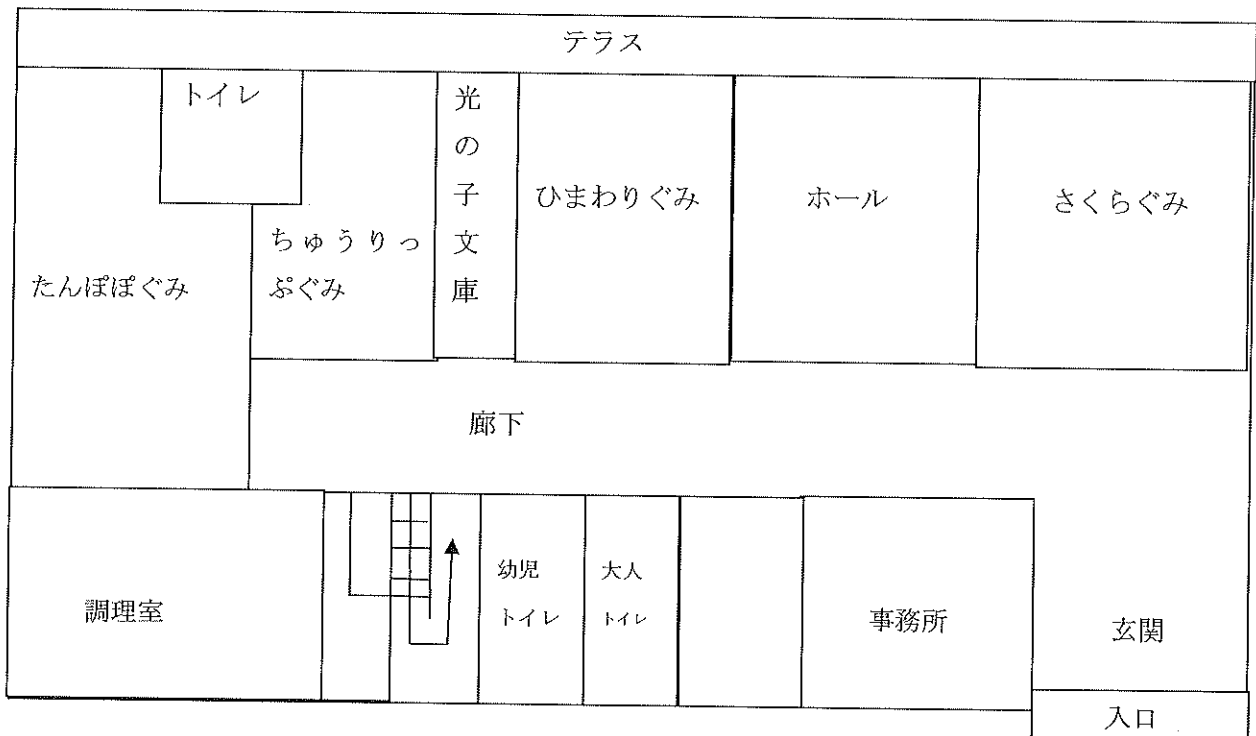 テラス
トイレ
光の子文庫
ひまわりぐみ
ホール
さくらぐみ
ちゅうりっ
ぷぐみ
たんぽぽぐみ
廊下
幼児
トイレ
大人
トイレ
調理室
事務所
玄関
入口